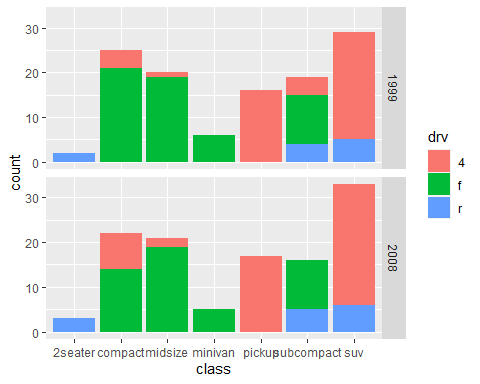 30
20
10
0
1999
30
20
10
0
2008
count
2seater compact midsize minivan pickup subcompact suv
class
drv
4
f
r